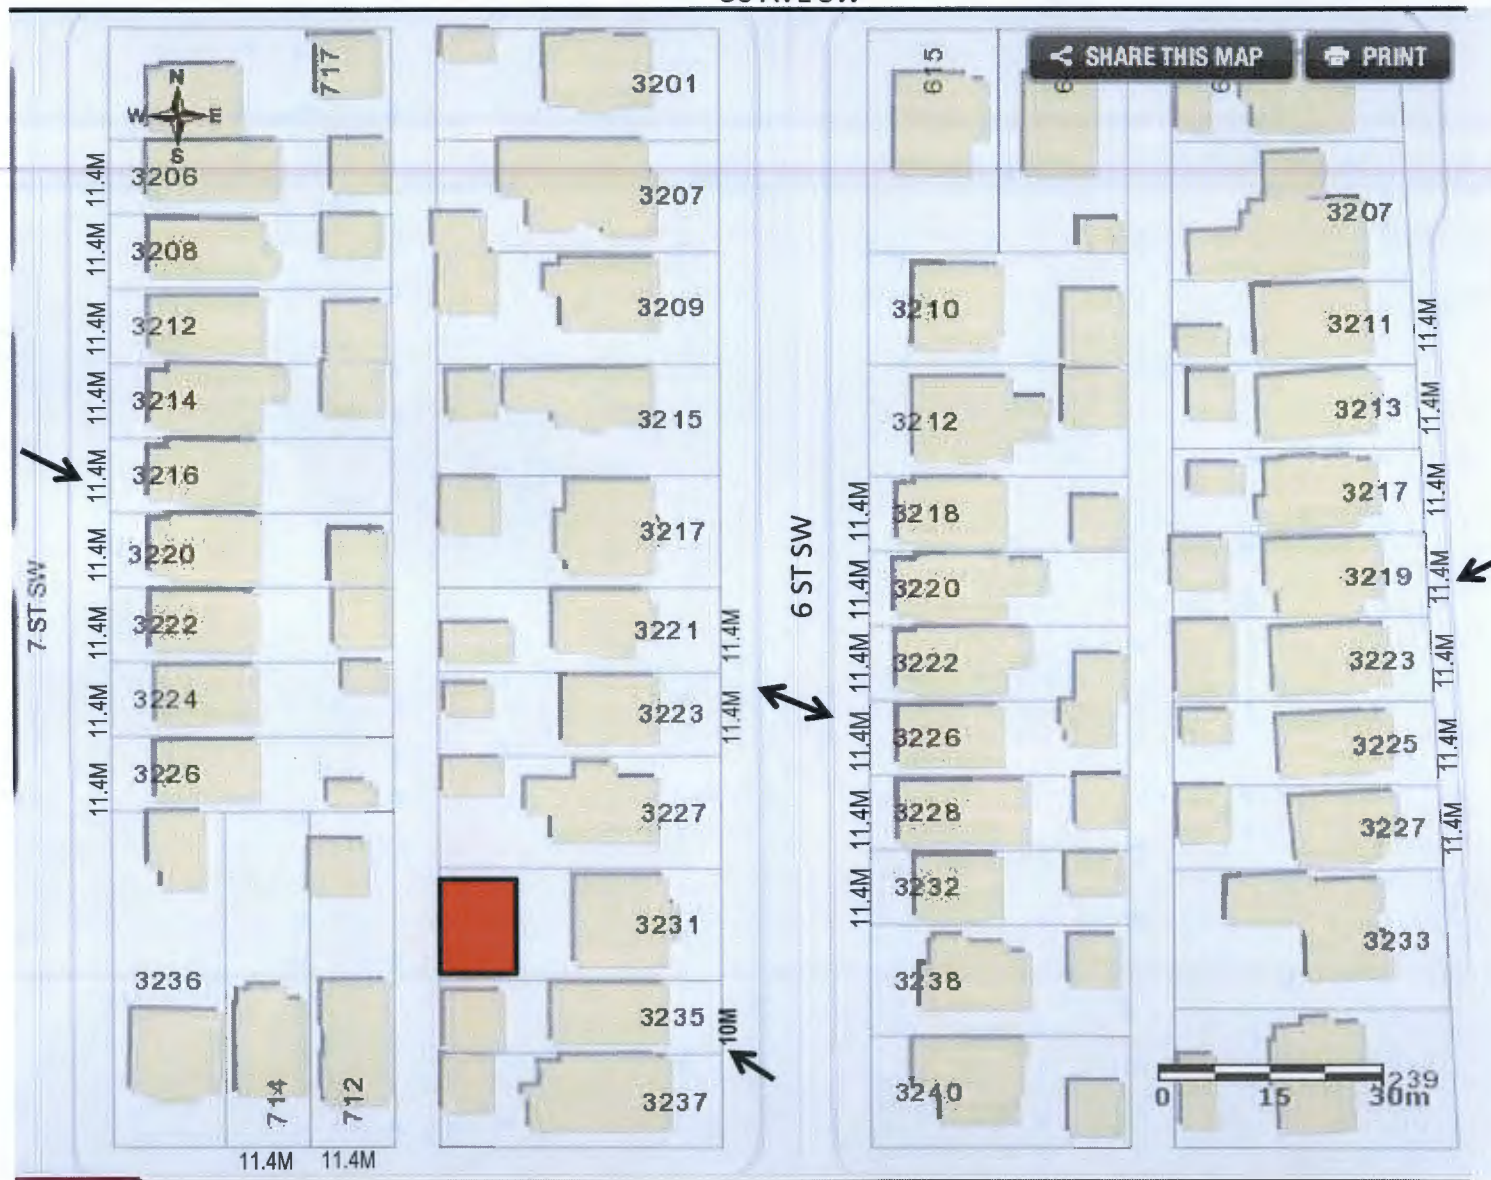 SHARE THIS MAP
PRINT
N
W E
S
717
7 ST SW
11.4M 3206
11.4M 3208
11.4M 3212
11.4M 3214
11.4M 3216
11.4M 3220
11.4M 3222
11.4M 3224
11.4M 3226
3236
714
712
11.4M 11.4M
3201
3207
3209
3215
3217
3221 11.4M
3223 11.4M
3227
3231
3235 10M
3237
6 ST SW
615
6
3210
3212
11.4M 3218
11.4M 3220
11.4M 3222
11.4M 3226
11.4M 3228
11.4M 3232
3238
3240
6
3207
3211 11.4M
3213 11.4M
3217 11.4M
3219 11.4M
3223 11.4M
3225 11.4M
3227 11.4M
3233
239
0 15 30m